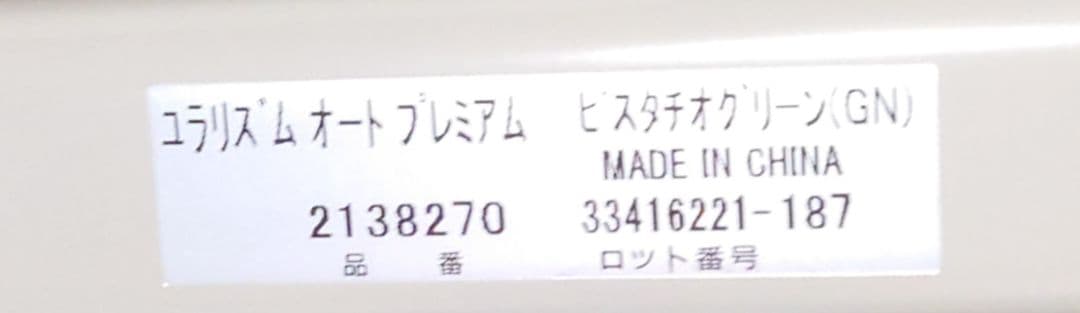 ユラリズム オート プレミアム　ピスタチオグリーン(GN)
MADE IN CHINA
2138270　33416221-187
品　番　ロット番号